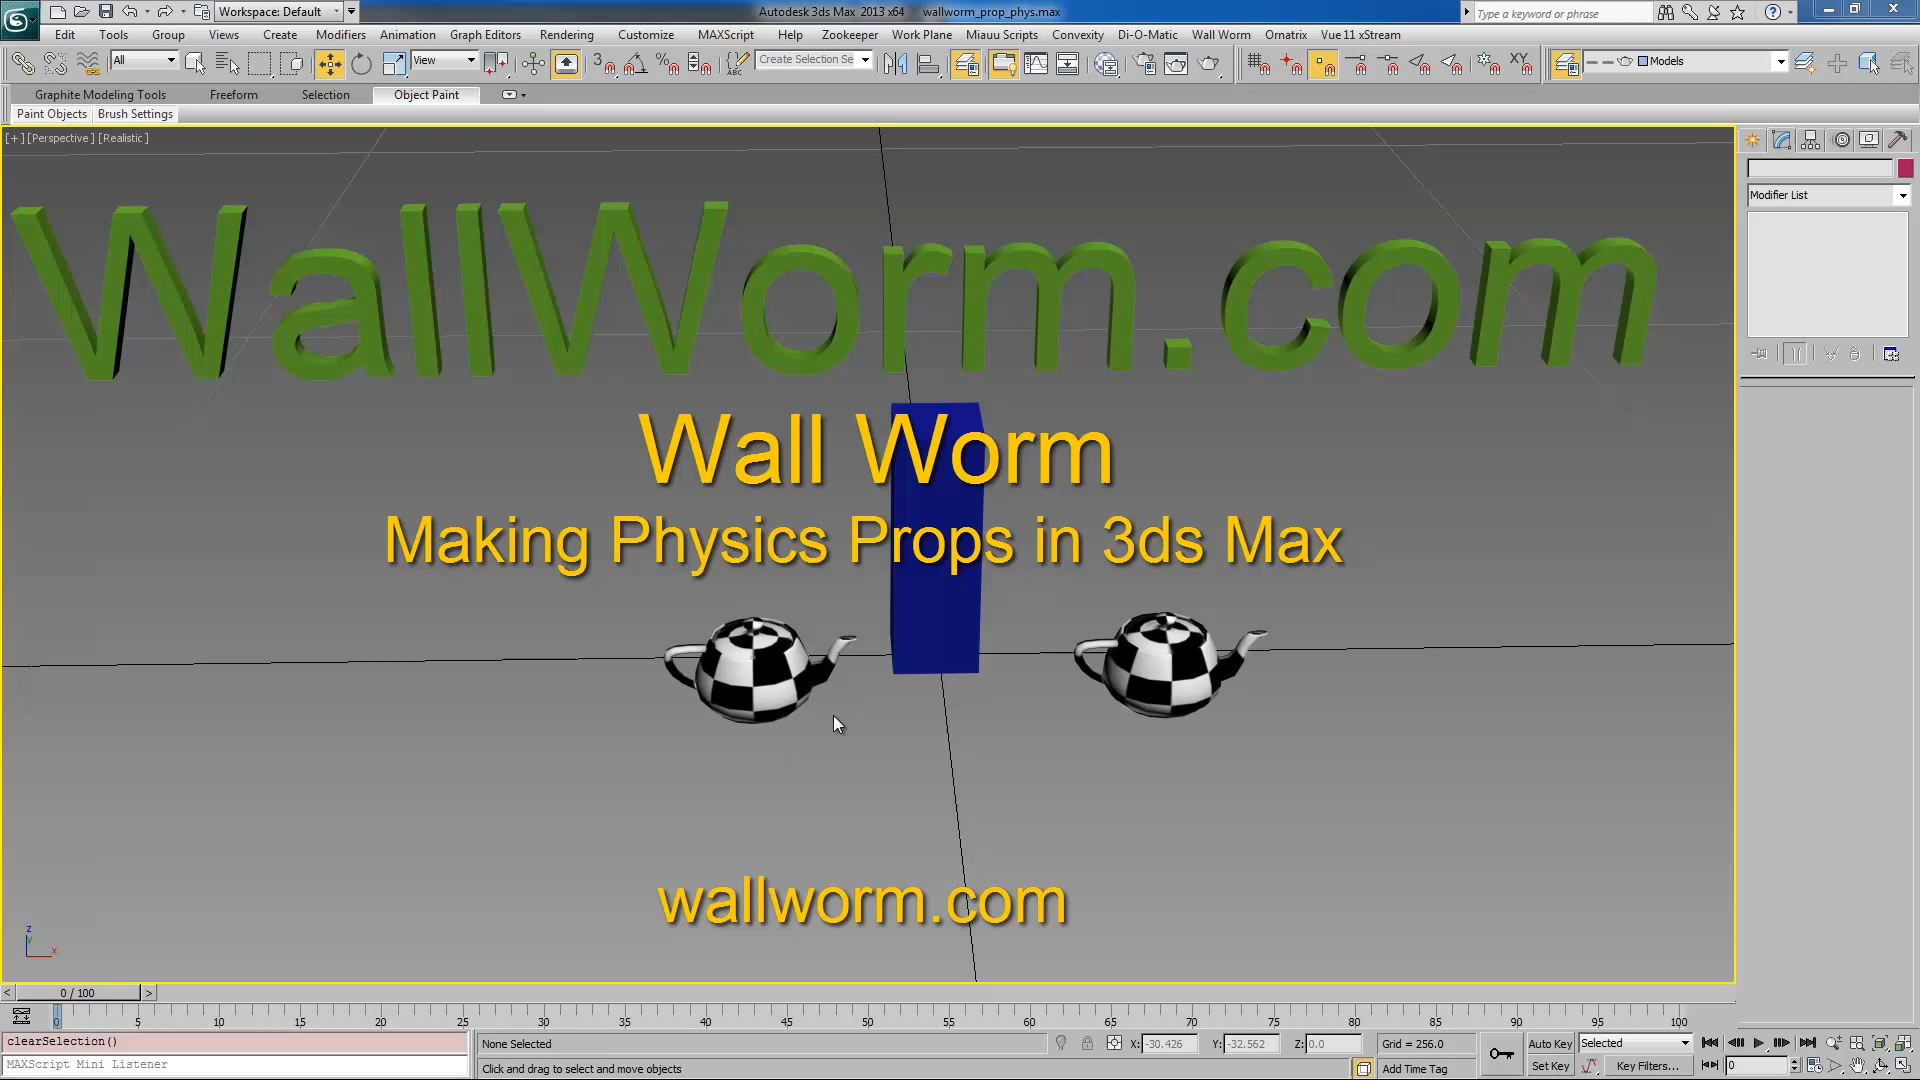 Workspace: Default
Autodesk 3ds Max 2013 x64 wallworm_prop_phys.max
Type a keyword or phrase
Edit Tools Group Views Create Modifiers Animation Graph Editors Rendering Customize MAXScript Help Zookeeper Work Plane Miauu Scripts Convexity Di-O-Matic Wall Worm Ornatrix Vue 11 xStream
All View 3 % ABC Create Selection Se XY Models
Graphite Modeling Tools Freeform Selection Object Paint
Paint Objects Brush Settings
[+] [Perspective] [Realistic]
Modifier List
WallWorm.com
Wall Worm
Making Physics Props in 3ds Max
wallworm.com
z
y
x
< 0 / 100 >
0 5 10 15 20 25 30 35 40 45 50 55 60 65 70 75 80 85 90 95 100
clearSelection() None Selected X: -30.426 Y: -32.562 Z: 0.0 Grid = 256.0 Auto Key Selected
MAXScript Mini Listener Click and drag to select and move objects Add Time Tag Set Key Key Filters... 0